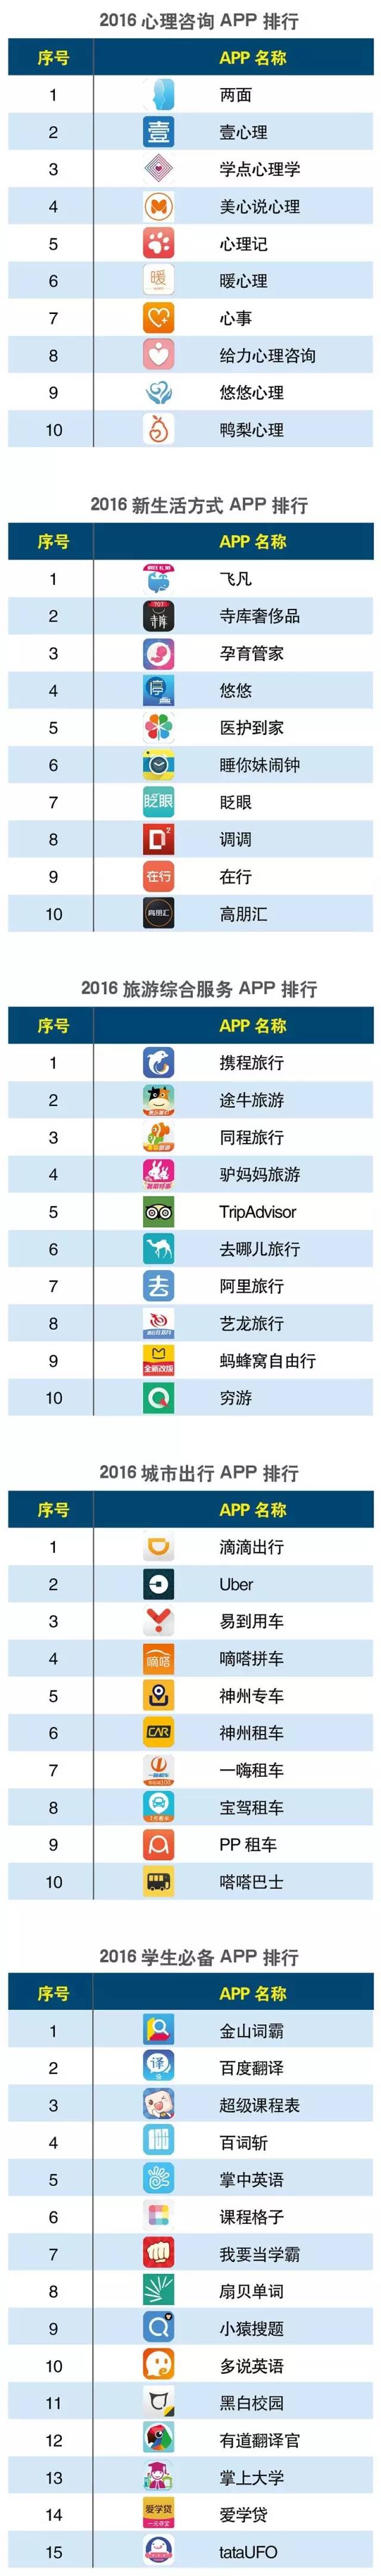 2016 心理咨询 APP 排行
序号 APP 名称
1 两面
2 壹 壹心理
3 学点心理学
4 美心说心理
5 心理记
6 暖 暖心理
7 心事
8 给力心理咨询
9 悠悠心理
10 鸭梨心理
2016 新生活方式 APP 排行
序号 APP 名称
1 飞凡
2 寺库 寺库奢侈品
3 孕育管家
4 悠悠
5 医护到家
6 睡你妹闹钟
7 眨眼 眨眼
8 D2 调调
9 在行 在行
10 高朋汇 高朋汇
2016 旅游综合服务 APP 排行
序号 APP 名称
1 携程旅行
2 途牛旅游
3 同程旅行
4 驴妈妈旅游
5 TripAdvisor
6 去哪儿旅行
7 去 阿里旅行
8 艺龙旅行
9 全新改版 蚂蜂窝自由行
10 穷游
2016 城市出行 APP 排行
序号 APP 名称
1 滴滴出行
2 Uber
3 易到用车
4 嘀嗒 嘀嗒拼车
5 神州专车
6 CAR 神州租车
7 一嗨租车
8 宝驾租车
9 PP 租车
10 嗒嗒巴士
2016 学生必备 APP 排行
序号 APP 名称
1 金山词霸
2 译 百度翻译
3 超级课程表
4 百词斩
5 掌中英语
6 课程格子
7 我要当学霸
8 扇贝单词
9 小猿搜题
10 多说英语
11 黑白校园
12 有道翻译官
13 掌上大学
14 爱学贷 爱学贷
15 tataUFO